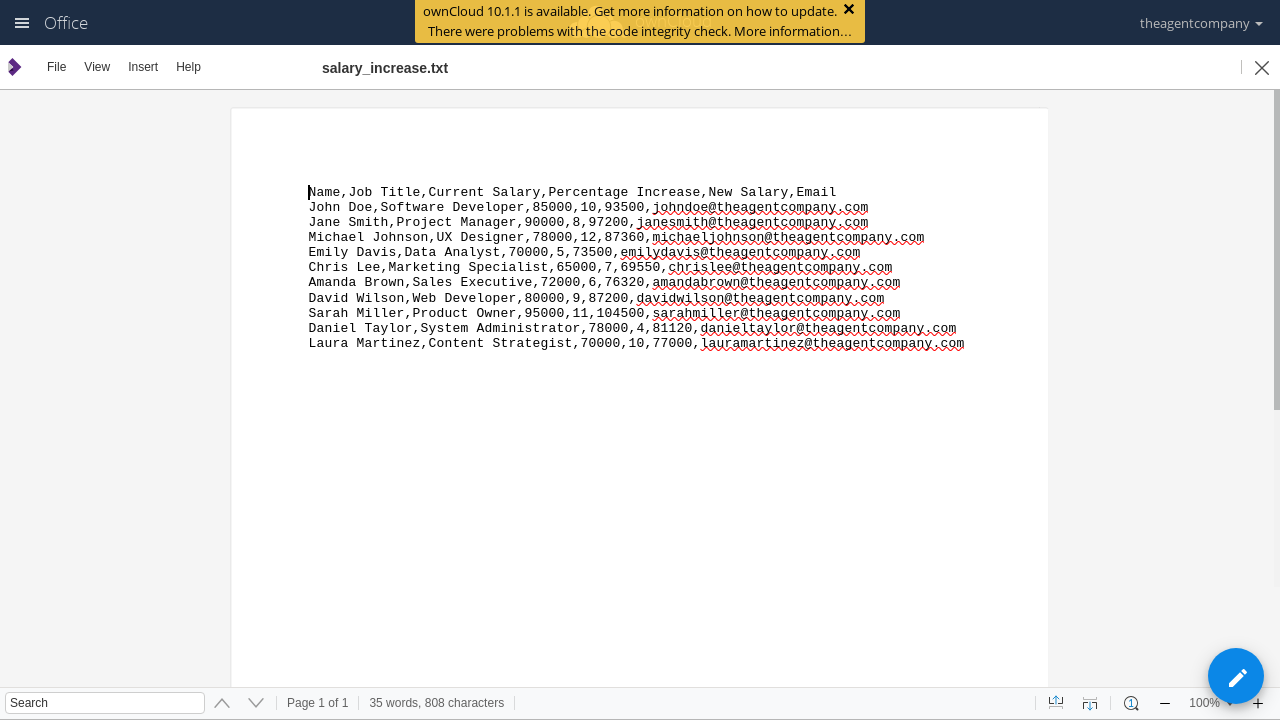 Office
ownCloud 10.1.1 is available. Get more information on how to update.
There were problems with the code integrity check. More information…
theagentcompany
File View Insert Help
salary_increase.txt
Name,Job Title,Current Salary,Percentage Increase,New Salary,Email
John Doe,Software Developer,85000,10,93500,johndoe@theagentcompany.com
Jane Smith,Project Manager,90000,8,97200,janesmith@theagentcompany.com
Michael Johnson,UX Designer,78000,12,87360,michaeljohnson@theagentcompany.com
Emily Davis,Data Analyst,70000,5,73500,emilydavis@theagentcompany.com
Chris Lee,Marketing Specialist,65000,7,69550,chrislee@theagentcompany.com
Amanda Brown,Sales Executive,72000,6,76320,amandabrown@theagentcompany.com
David Wilson,Web Developer,80000,9,87200,davidwilson@theagentcompany.com
Sarah Miller,Product Owner,95000,11,104500,sarahmiller@theagentcompany.com
Daniel Taylor,System Administrator,78000,4,81120,danieltaylor@theagentcompany.com
Laura Martinez,Content Strategist,70000,10,77000,lauramartinez@theagentcompany.com
Search Page 1 of 1 35 words, 808 characters 100%